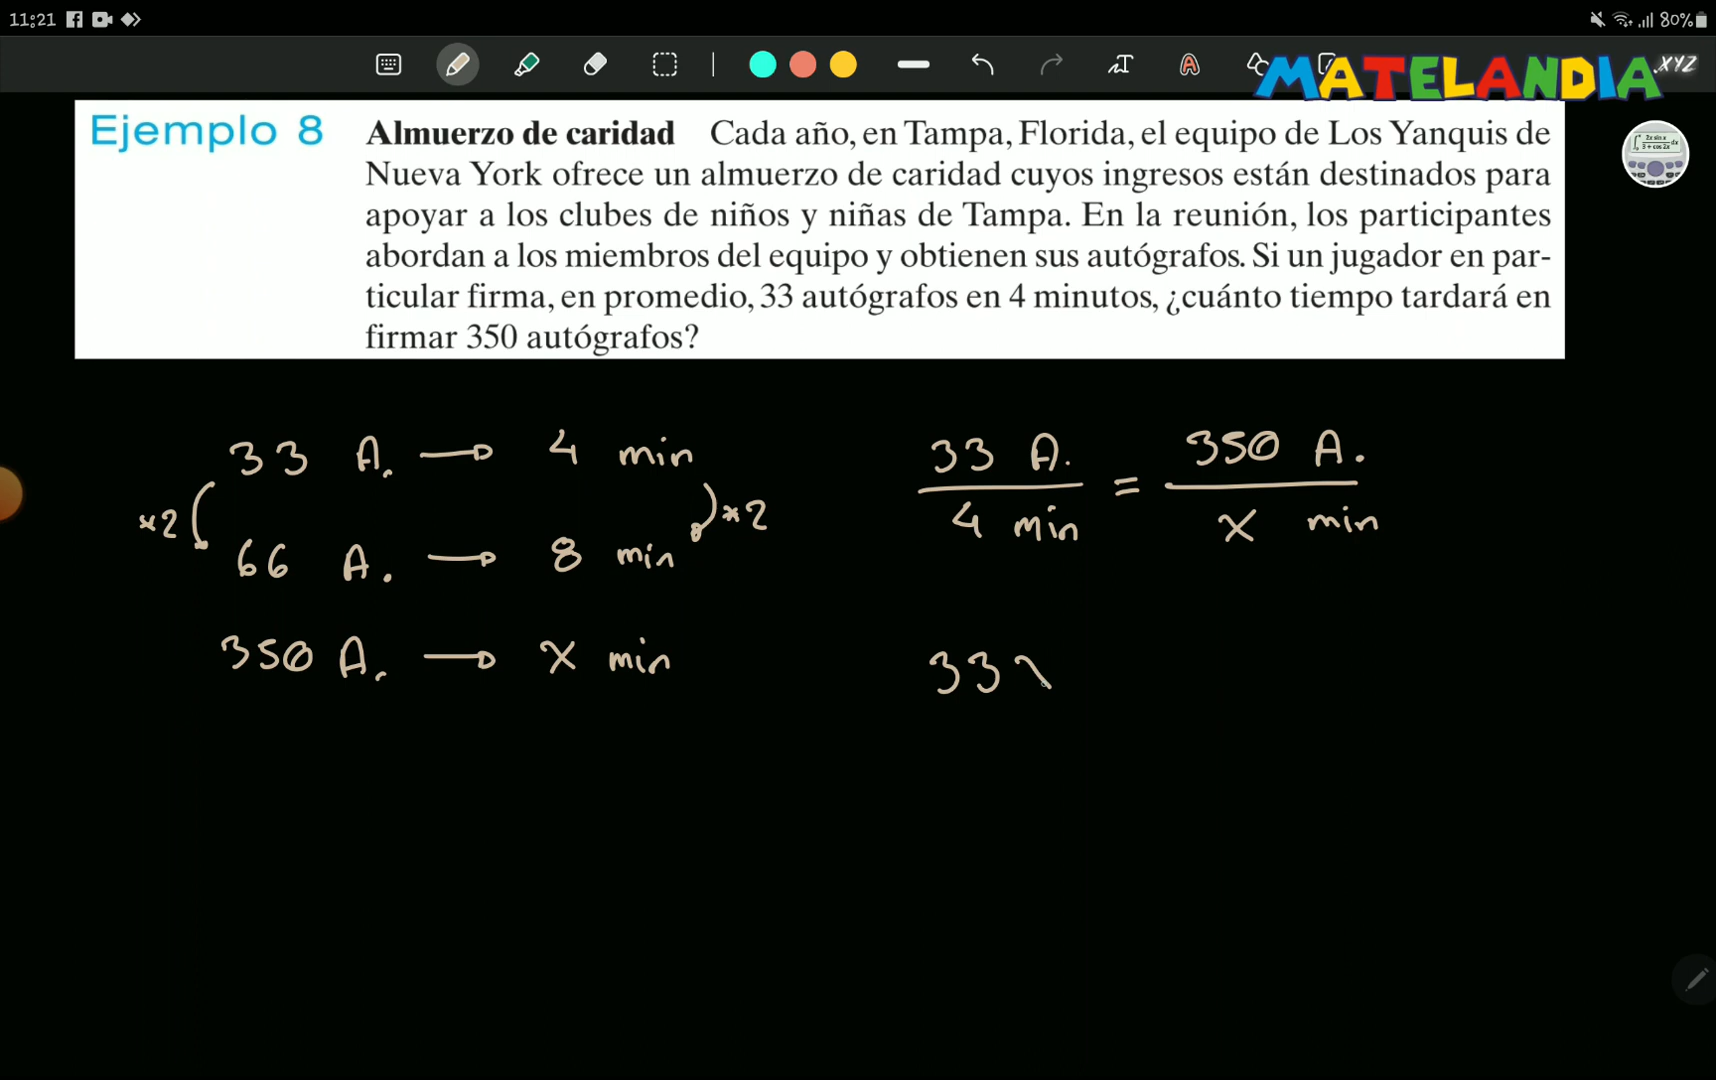 11:21
80%
MATELANDIA
.XYZ
Ejemplo 8 Almuerzo de caridad Cada año, en Tampa, Florida, el equipo de Los Yanquis de
Nueva York ofrece un almuerzo de caridad cuyos ingresos están destinados para
apoyar a los clubes de niños y niñas de Tampa. En la reunión, los participantes
abordan a los miembros del equipo y obtienen sus autógrafos. Si un jugador en par-
ticular firma, en promedio, 33 autógrafos en 4 minutos, ¿cuánto tiempo tardará en
firmar 350 autógrafos?
33 A. → 4 min
*2 *2
66 A. → 8 min
350 A. → x min
33 A. = 350 A.
4 min x min
33